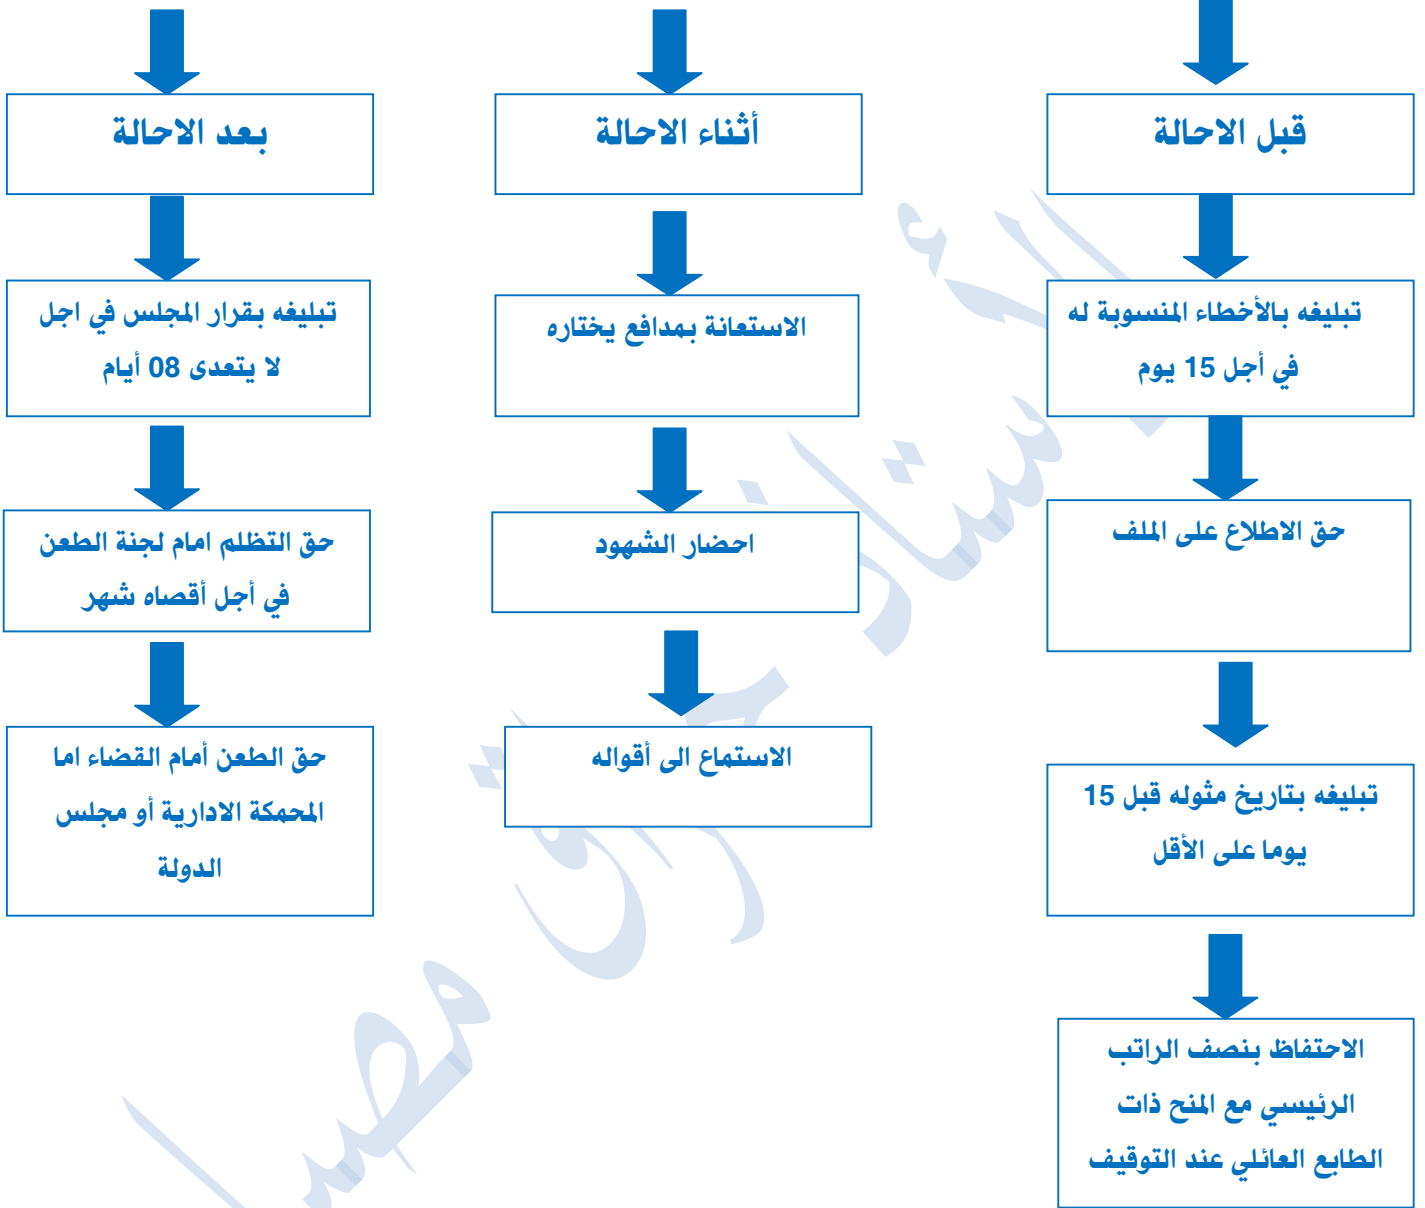 قبل الاحالة
تبليغه بالأخطاء المنسوبة له
في أجل 15 يوم
حق الاطلاع على الملف
تبليغه بتاريخ مثوله قبل 15
يوما على الأقل
الاحتفاظ بنصف الراتب
الرئيسي مع المنح ذات
الطابع العائلي عند التوقيف
أثناء الاحالة
الاستعانة بمدافع يختاره
احضار الشهود
الاستماع الى أقواله
بعد الاحالة
تبليغه بقرار المجلس في اجل
لا يتعدى 08 أيام
حق التظلم امام لجنة الطعن
في أجل أقصاه شهر
حق الطعن أمام القضاء اما
المحمكة الادارية أو مجلس
الدولة
الأستاذ